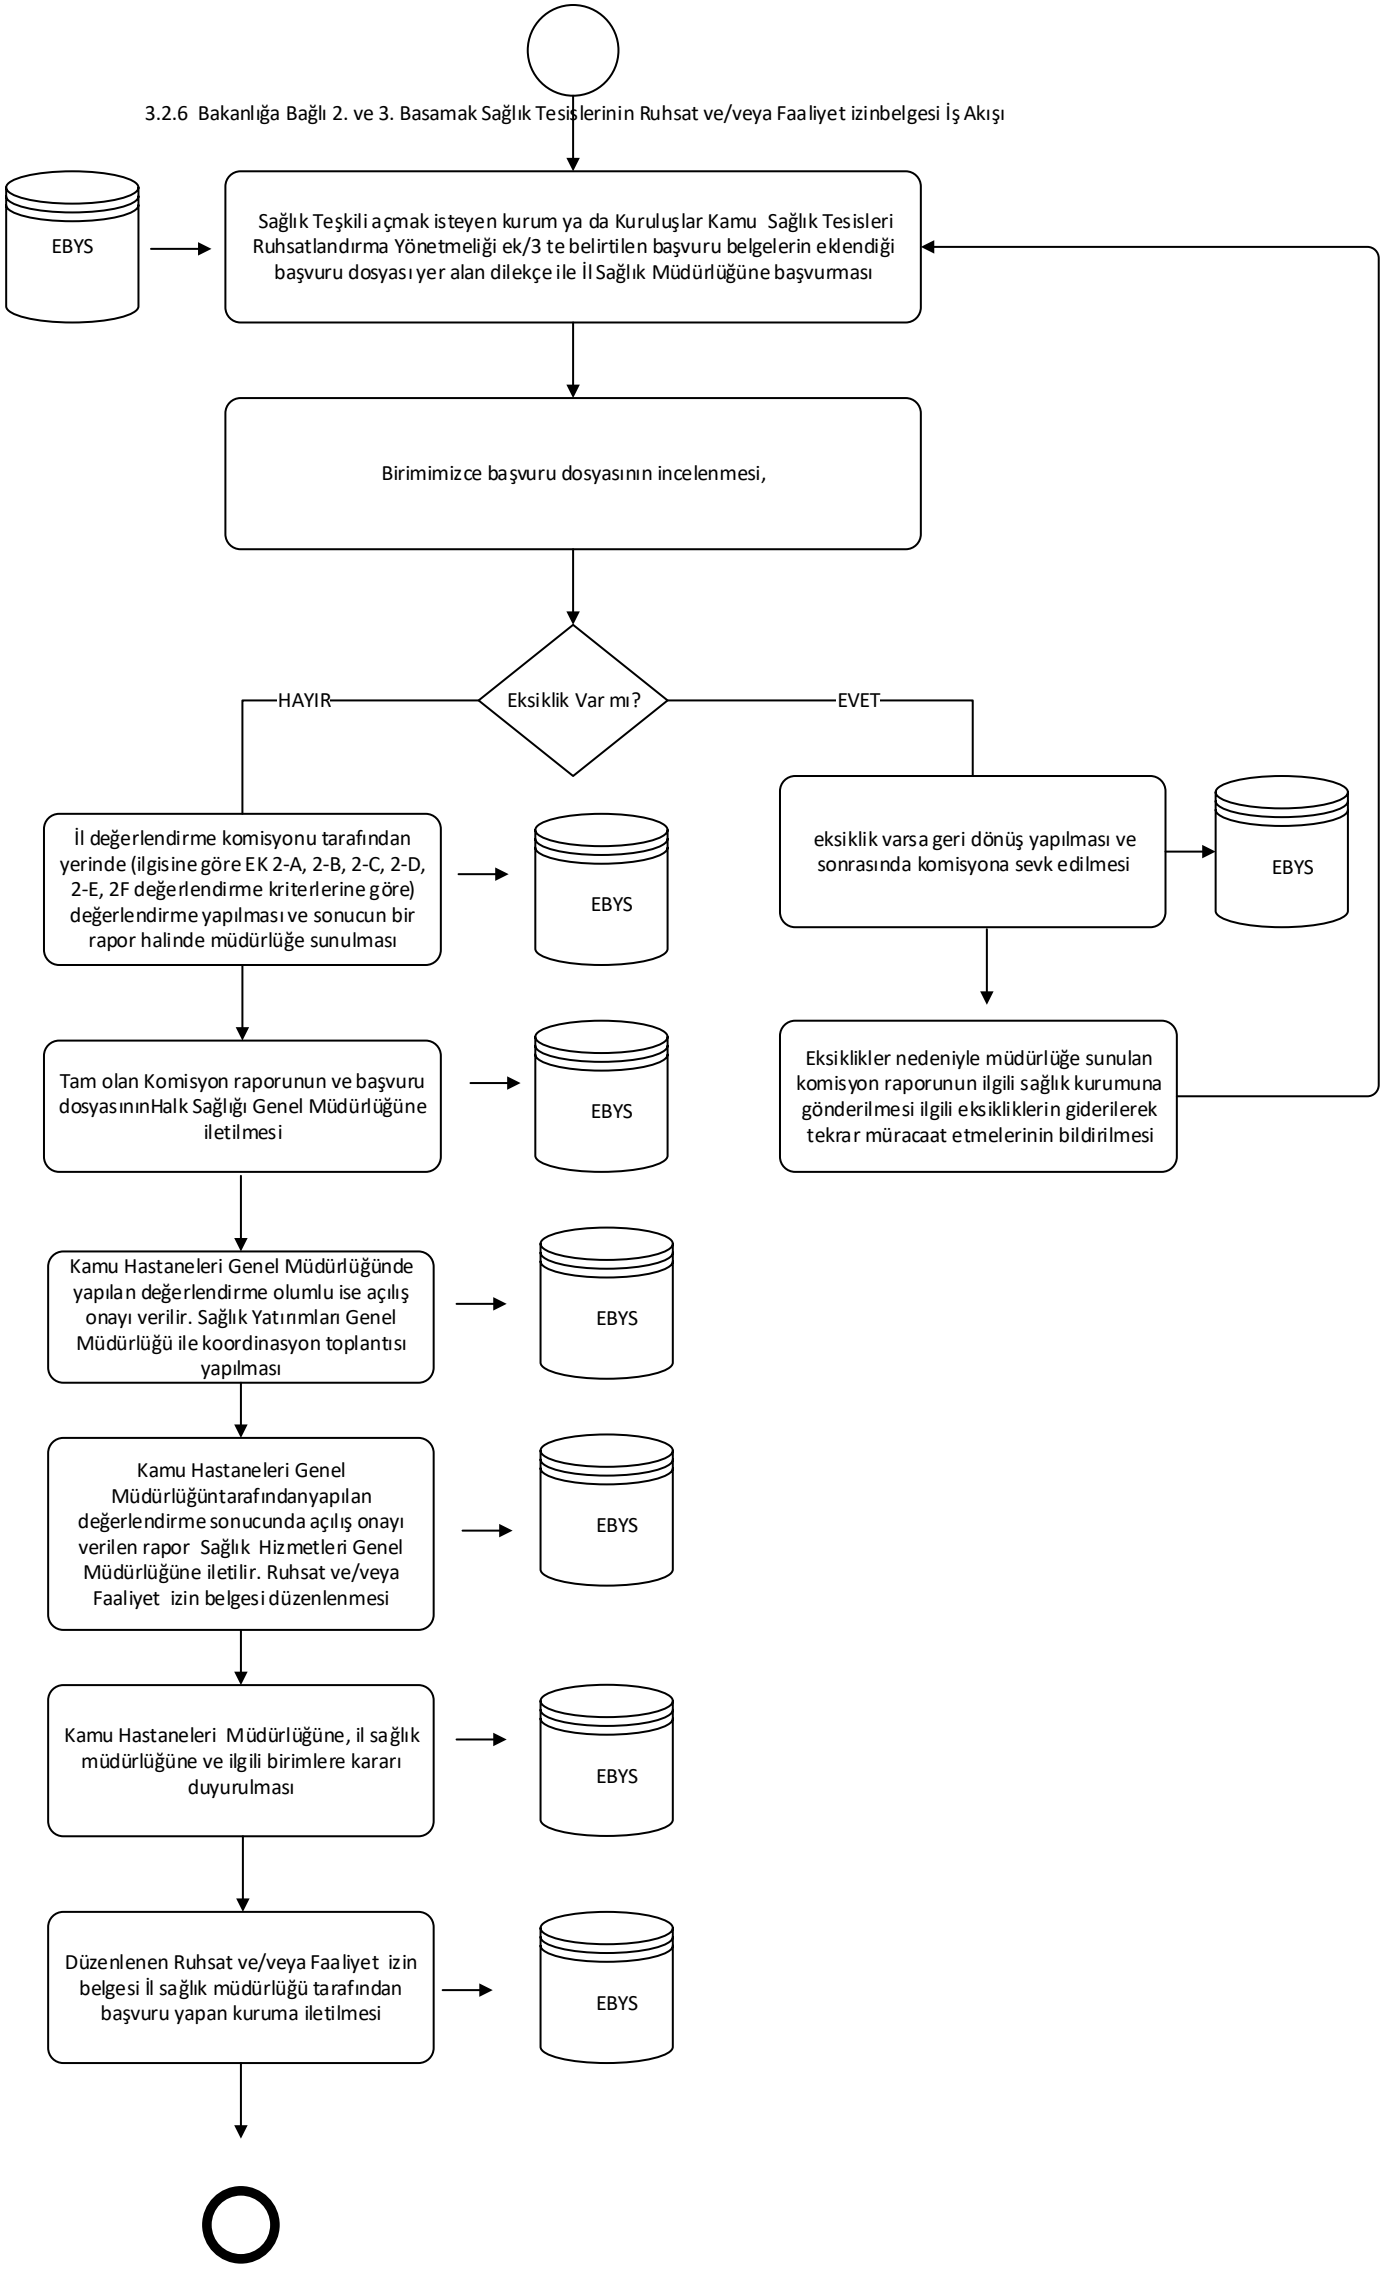 3.2.6 Bakanlığa Bağlı 2. ve 3. Basamak Sağlık Tesislerinin Ruhsat ve/veya Faaliyet izinbelgesi İş Akışı
EBYS
Sağlık Teşkili açmak isteyen kurum ya da Kuruluşlar Kamu Sağlık Tesisleri
Ruhsatlandırma Yönetmeliği ek/3 te belirtilen başvuru belgelerin eklendiği
başvuru dosyası yer alan dilekçe ile İl Sağlık Müdürlüğüne başvurması
Birimimizce başvuru dosyasının incelenmesi,
HAYIR
Eksiklik Var mı?
EVET
İl değerlendirme komisyonu tarafından
yerinde (ilgisine göre EK 2-A, 2-B, 2-C, 2-D,
2-E, 2F değerlendirme kriterlerine göre)
değerlendirme yapılması ve sonucun bir
rapor halinde müdürlüğe sunulması
EBYS
eksiklik varsa geri dönüş yapılması ve
sonrasında komisyona sevk edilmesi
EBYS
Tam olan Komisyon raporunun ve başvuru
dosyasınınHalk Sağlığı Genel Müdürlüğüne
iletilmesi
EBYS
Eksiklikler nedeniyle müdürlüğe sunulan
komisyon raporunun ilgili sağlık kurumuna
gönderilmesi ilgili eksikliklerin giderilerek
tekrar müracaat etmelerinin bildirilmesi
Kamu Hastaneleri Genel Müdürlüğünde
yapılan değerlendirme olumlu ise açılış
onayı verilir. Sağlık Yatırımları Genel
Müdürlüğü ile koordinasyon toplantısı
yapılması
EBYS
Kamu Hastaneleri Genel
Müdürlüğüntarafındanyapılan
değerlendirme sonucunda açılış onayı
verilen rapor Sağlık Hizmetleri Genel
Müdürlüğüne iletilir. Ruhsat ve/veya
Faaliyet izin belgesi düzenlenmesi
EBYS
Kamu Hastaneleri Müdürlüğüne, il sağlık
müdürlüğüne ve ilgili birimlere kararı
duyurulması
EBYS
Düzenlenen Ruhsat ve/veya Faaliyet izin
belgesi İl sağlık müdürlüğü tarafından
başvuru yapan kuruma iletilmesi
EBYS